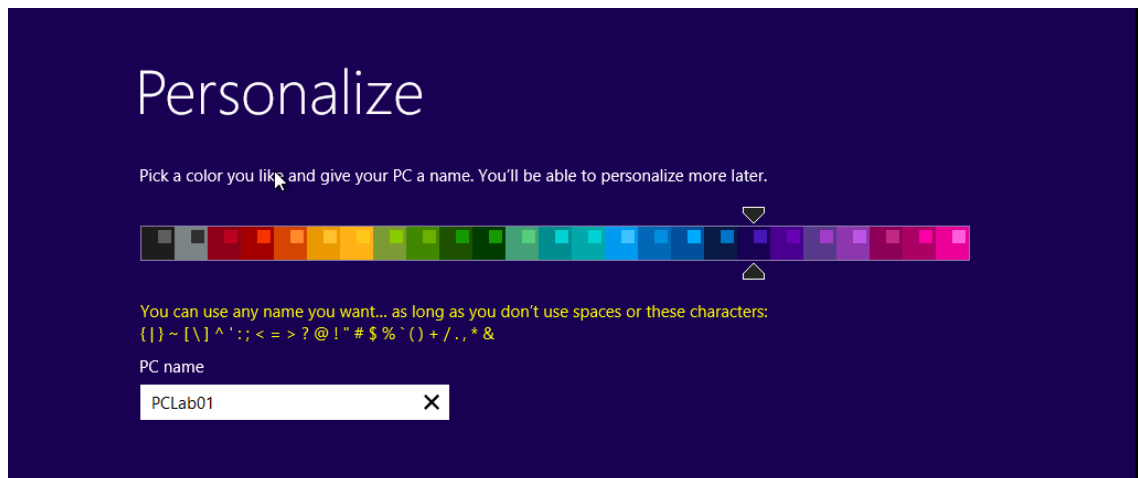 Personalize
Pick a color you like and give your PC a name. You'll be able to personalize more later.
You can use any name you want... as long as you don't use spaces or these characters:
{ | } ~ [ \ ] ^ ' : ; < = > ? @ ! " # $ % ` ( ) + / . , * &
PC name
PCLab01